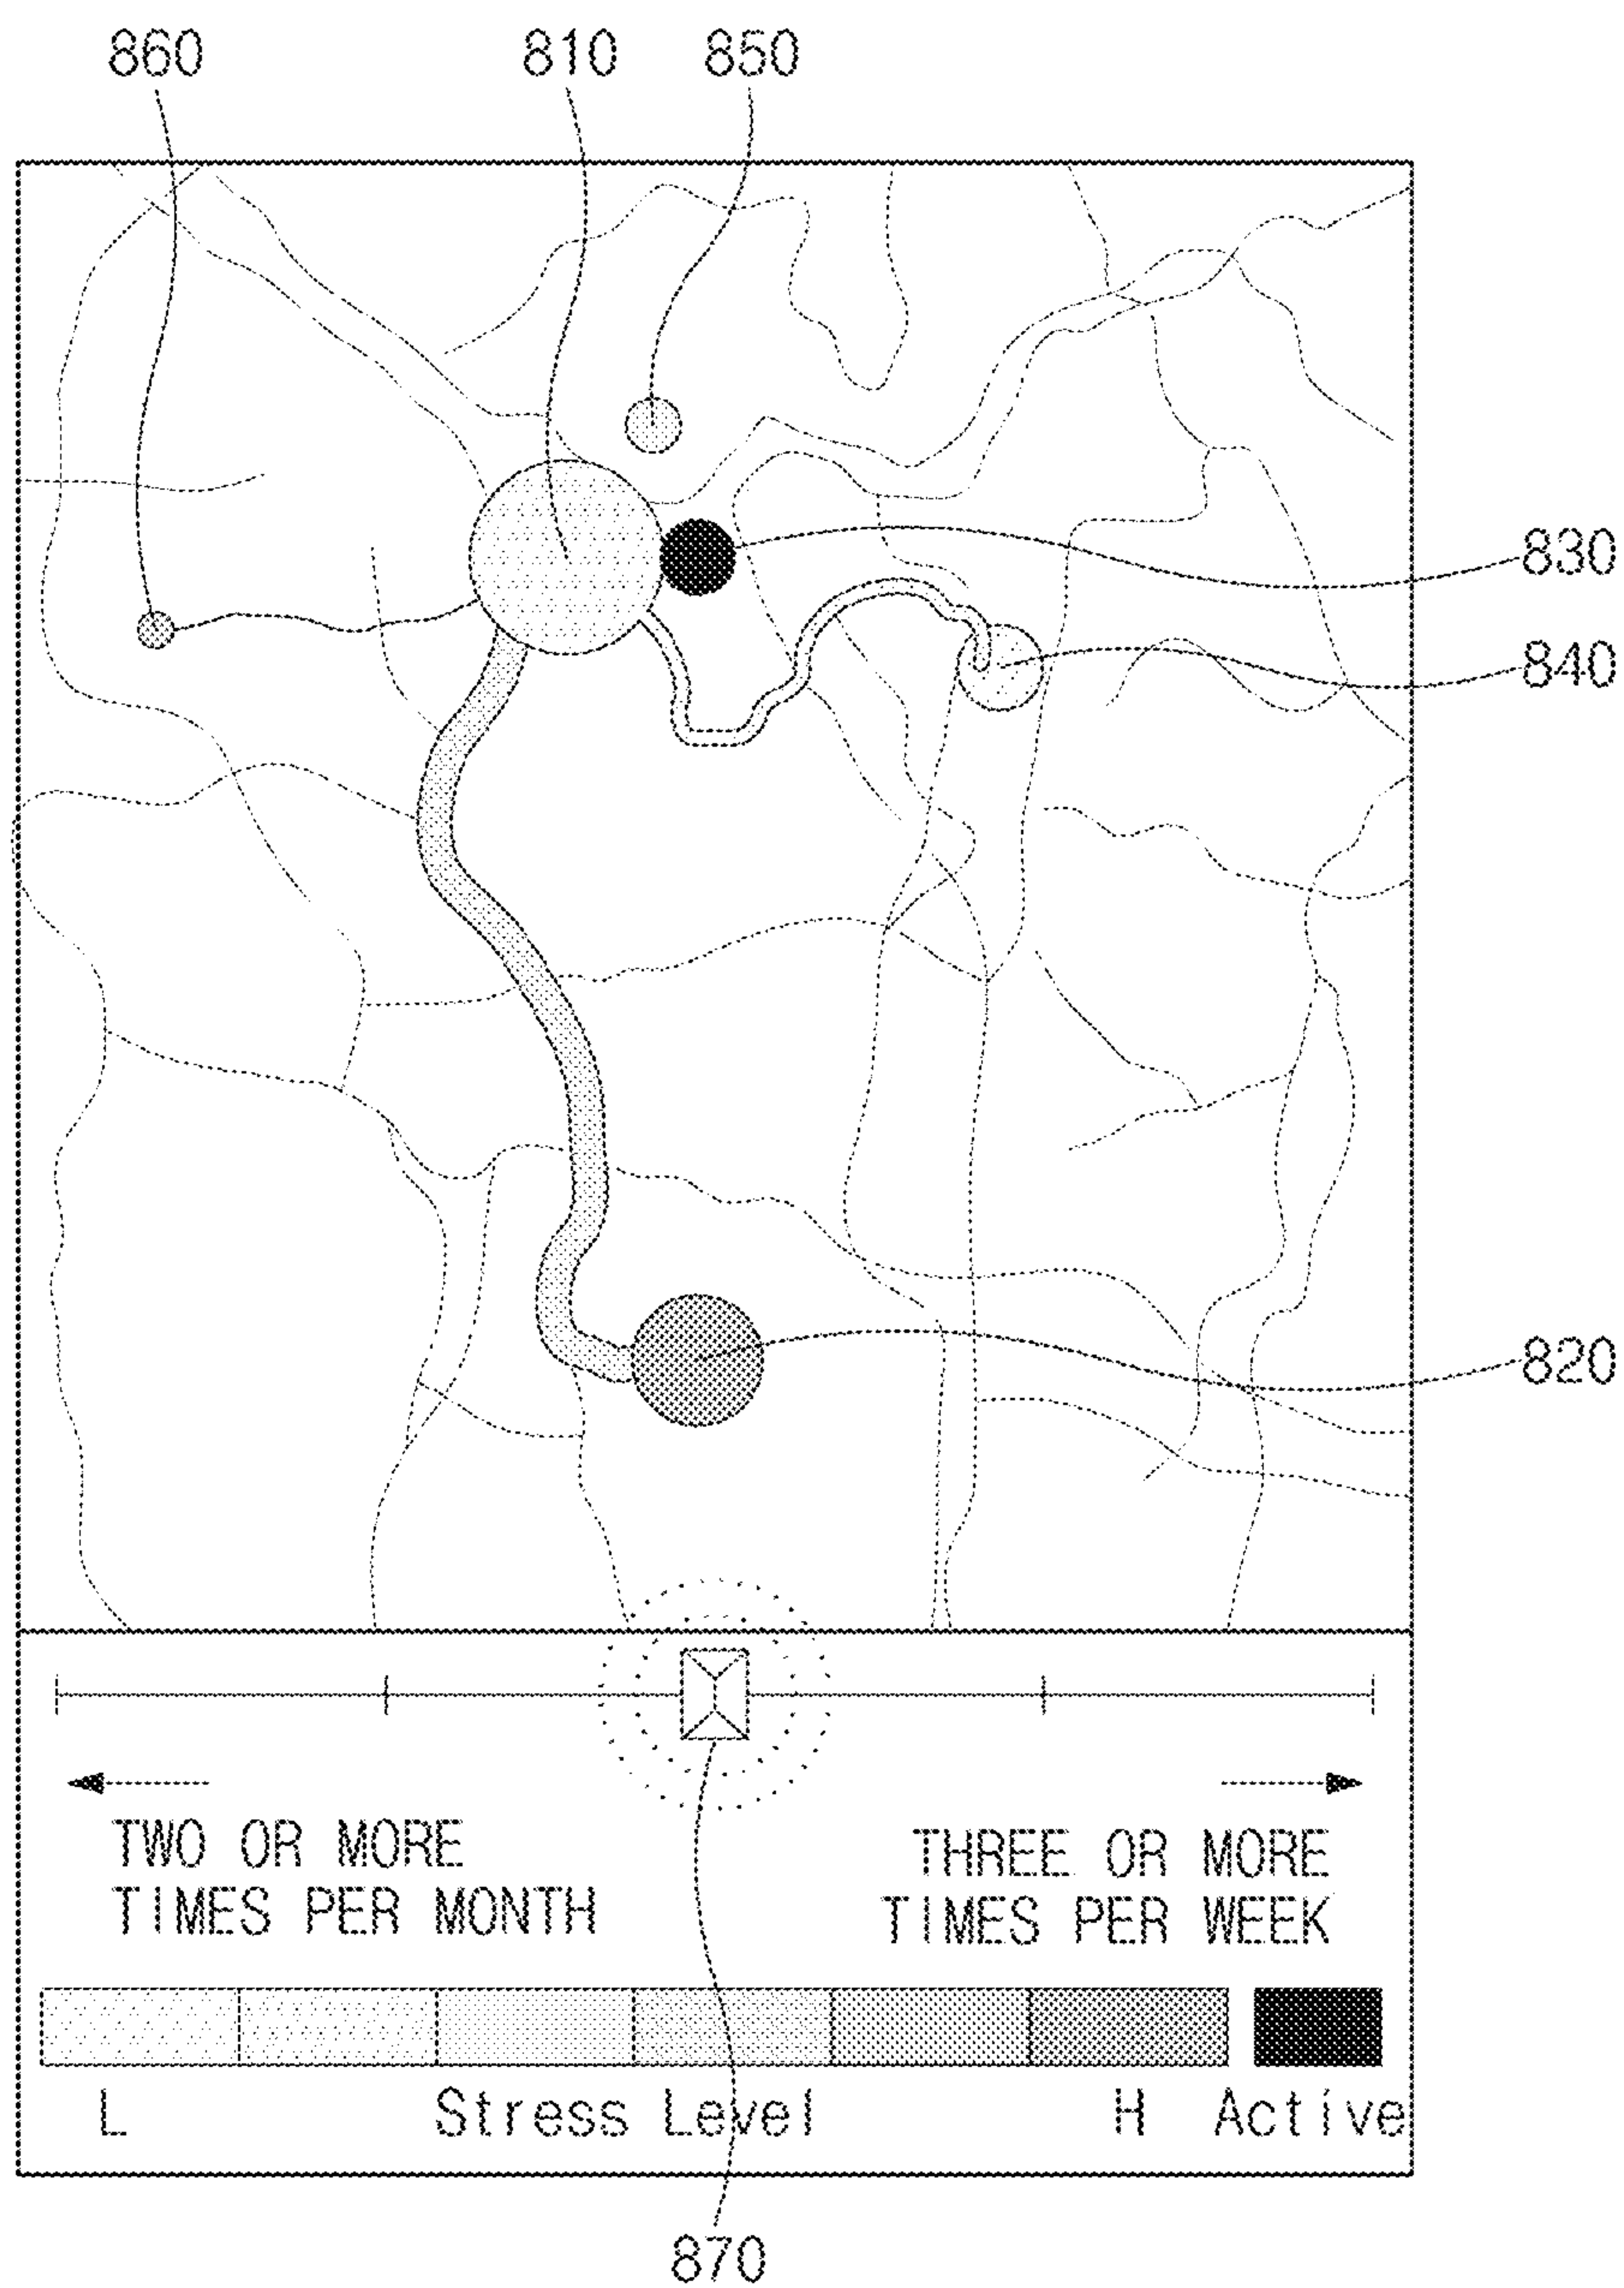 860 810 850
830
840
820
TWO OR MORE
TIMES PER MONTH
THREE OR MORE
TIMES PER WEEK
L Stress Level H Active
870